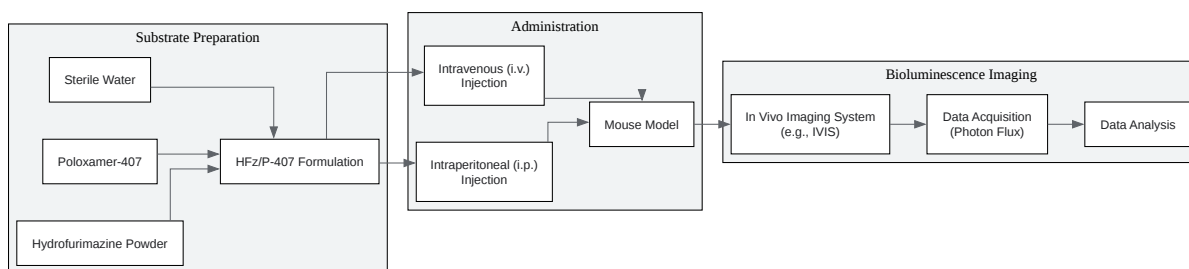 Substrate Preparation
Sterile Water
Poloxamer-407
HFz/P-407 Formulation
Hydrofurimazine Powder
Administration
Intravenous (i.v.)
Injection
Mouse Model
Intraperitoneal (i.p.)
Injection
Bioluminescence Imaging
In Vivo Imaging System
(e.g., IVIS)
Data Acquisition
(Photon Flux)
Data Analysis